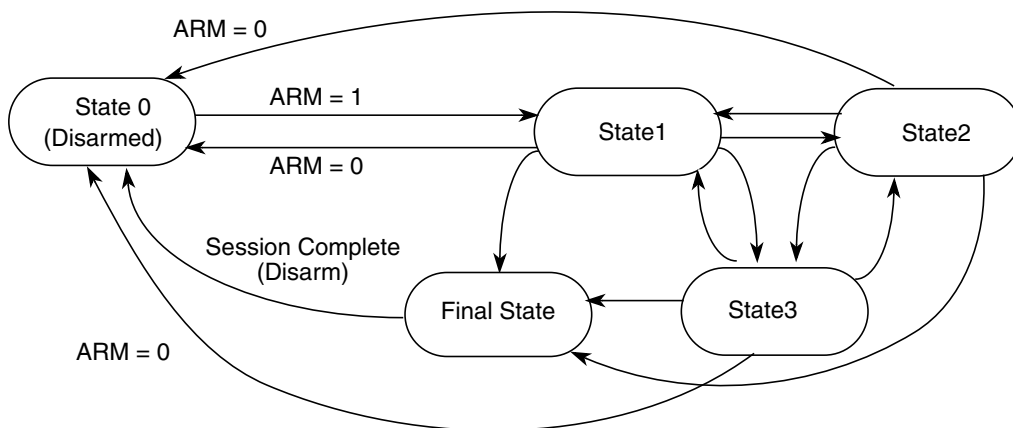 ARM = 0
State 0
(Disarmed)
ARM = 1
State1
State2
ARM = 0
Session Complete
(Disarm)
Final State
State3
ARM = 0